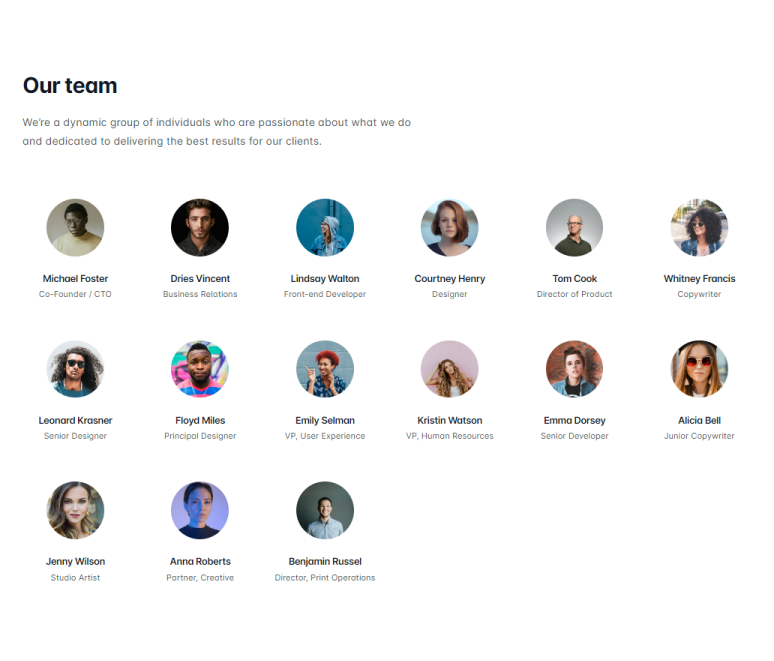 Our team
We're a dynamic group of individuals who are passionate about what we do
and dedicated to delivering the best results for our clients.
Michael Foster
Co-Founder / CTO
Dries Vincent
Business Relations
Lindsay Walton
Front-end Developer
Courtney Henry
Designer
Tom Cook
Director of Product
Whitney Francis
Copywriter
Leonard Krasner
Senior Designer
Floyd Miles
Principal Designer
Emily Selman
VP, User Experience
Kristin Watson
VP, Human Resources
Emma Dorsey
Senior Developer
Alicia Bell
Junior Copywriter
Jenny Wilson
Studio Artist
Anna Roberts
Partner, Creative
Benjamin Russel
Director, Print Operations